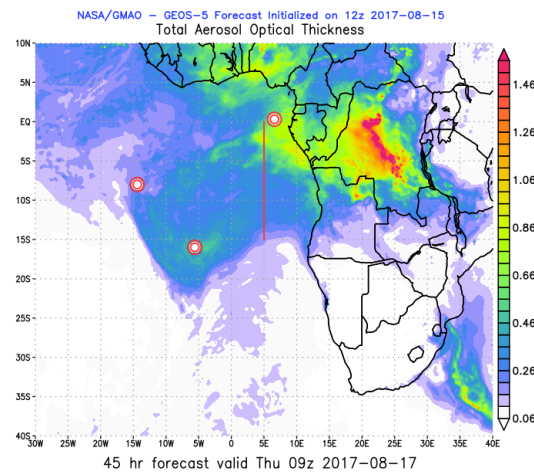 NASA/GMAO - GEOS-5 Forecast Initialized on 12z 2017-08-15
Total Aerosol Optical Thickness
10N
5N
EQ
5S
10S
15S
20S
25S
30S
35S
40S
30W 25W 20W 15W 10W 5W 0 5E 10E 15E 20E 25E 30E 35E 40E
1.46
1.26
1.06
0.86
0.66
0.46
0.26
0.06
45 hr forecast valid Thu 09z 2017-08-17